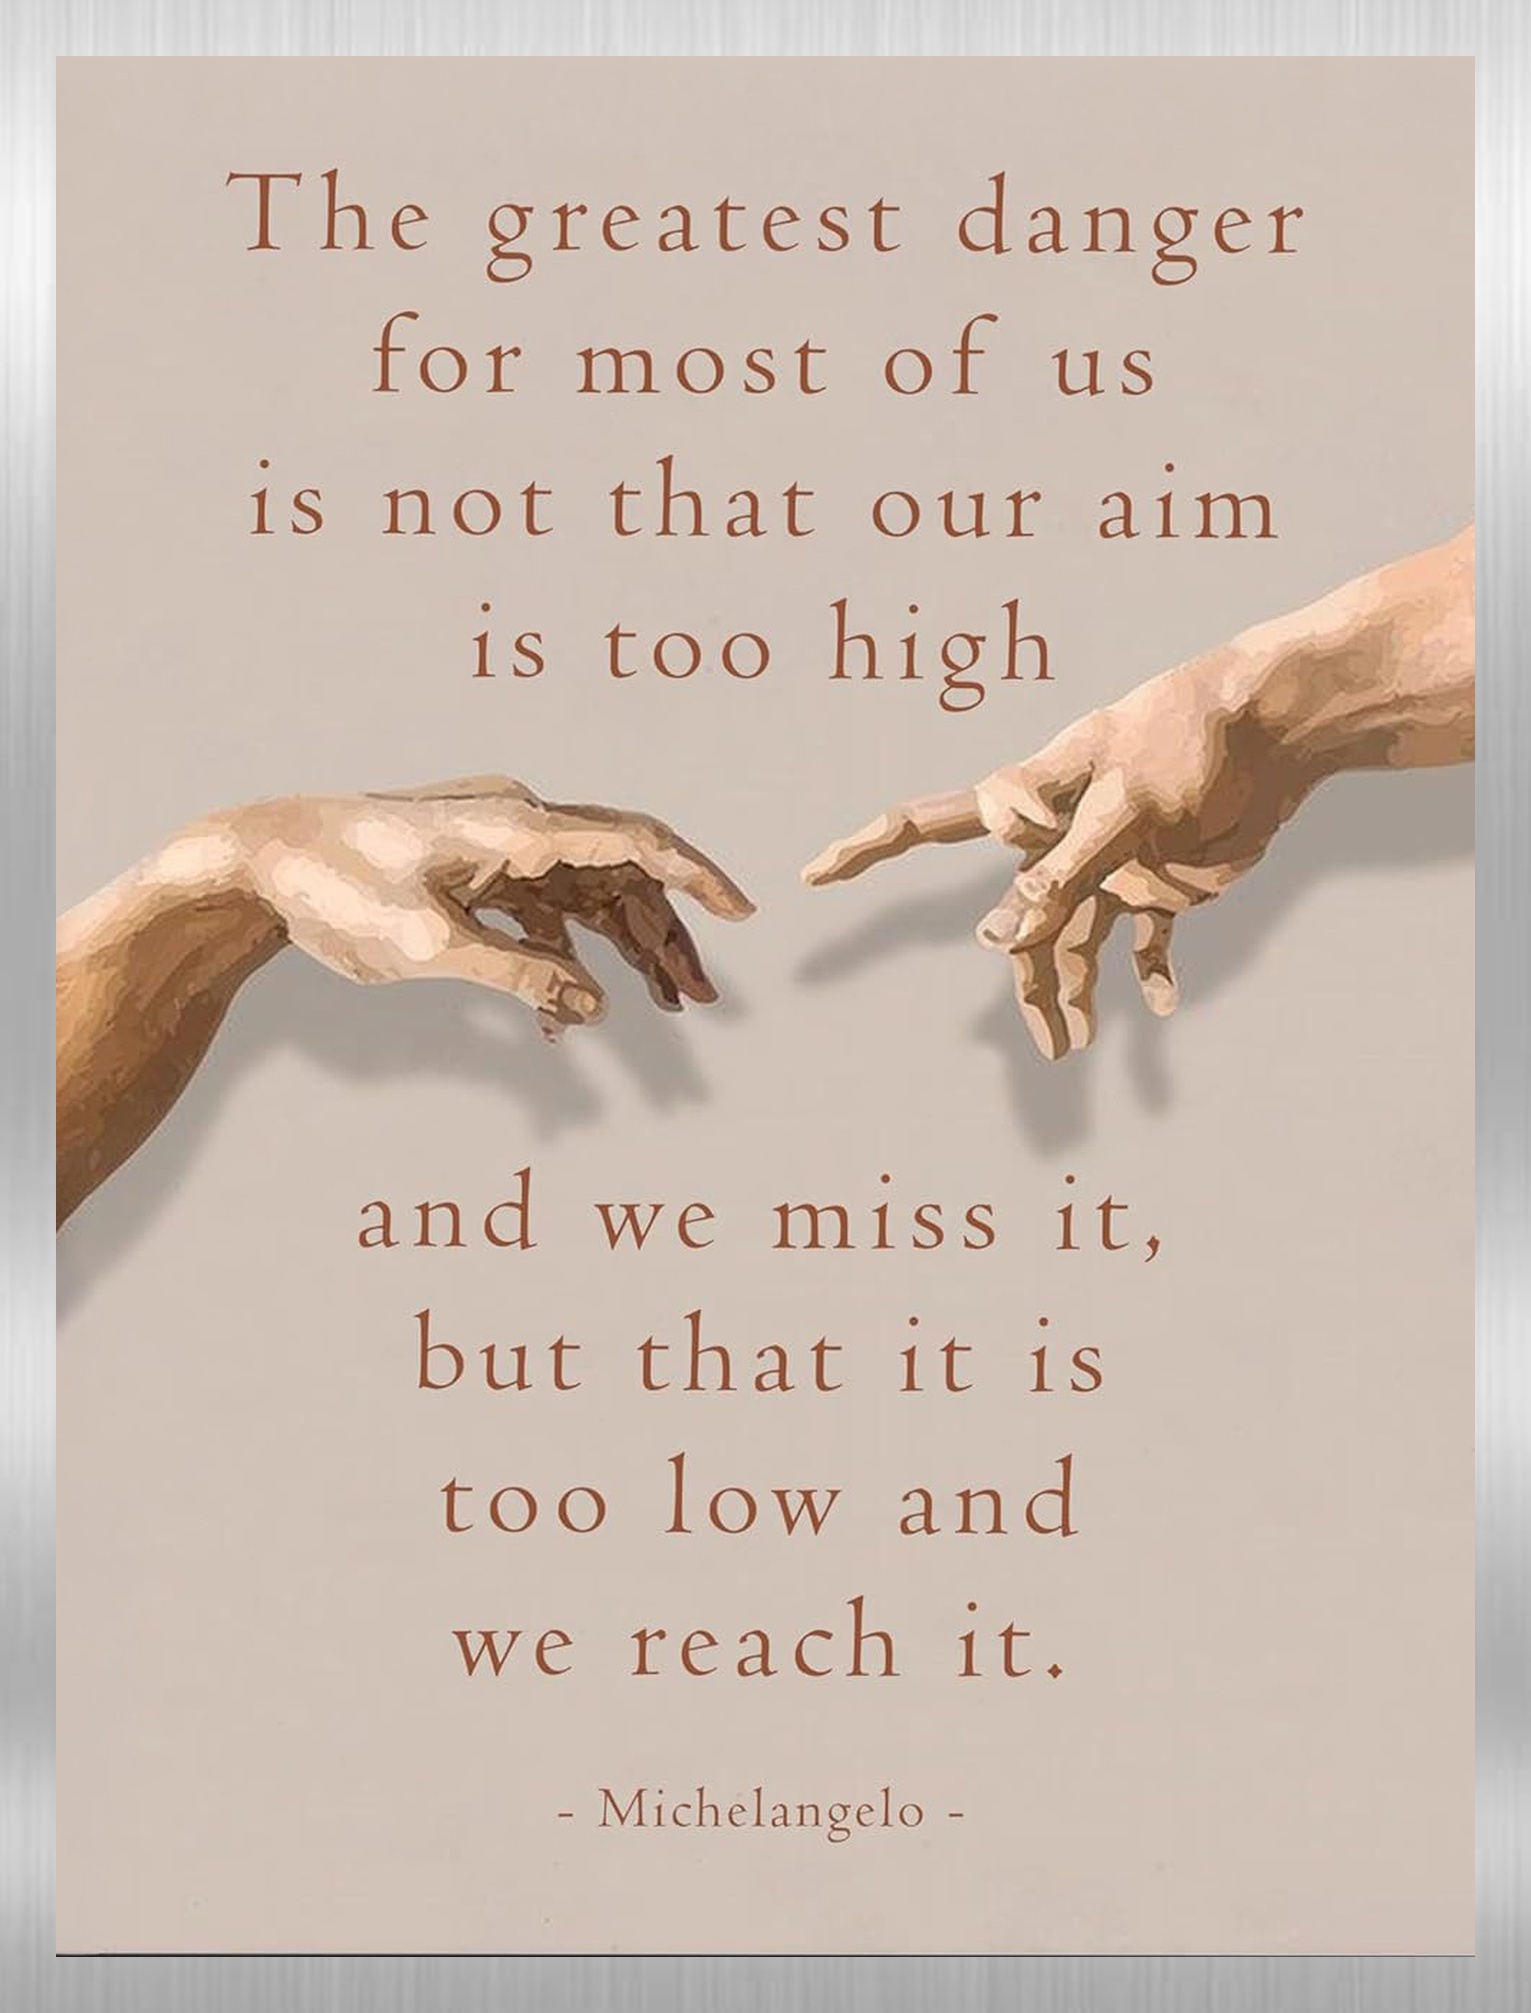 The greatest danger
for most of us
is not that our aim
is too high
and we miss it,
but that it is
too low and
we reach it.
- Michelangelo -